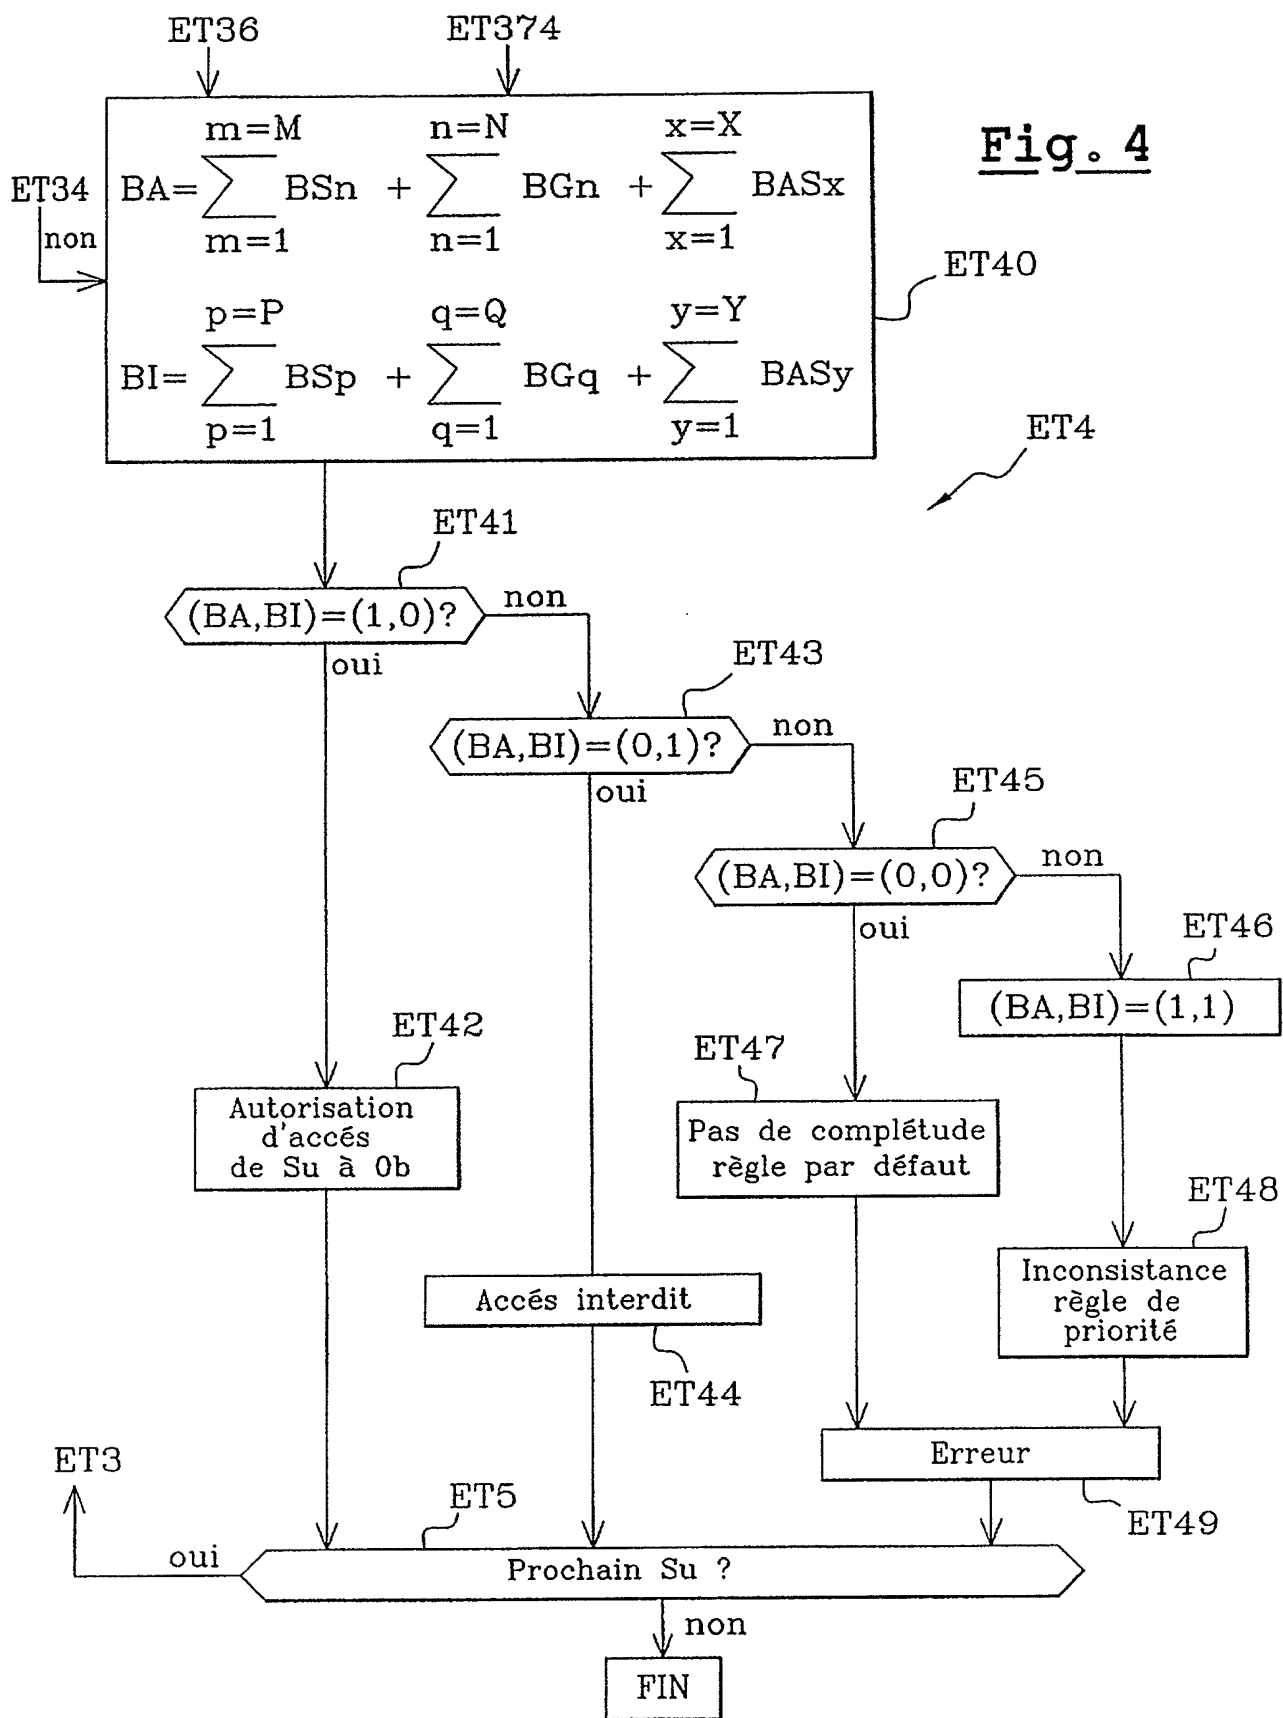 ET36
ET374
Fig. 4
ET34
non
m=M n=N x=X
BA= ∑ BSn + ∑ BGn + ∑ BASx
m=1 n=1 x=1
ET40
p=P q=Q y=Y
BI= ∑ BSp + ∑ BGq + ∑ BASy
p=1 q=1 y=1
ET4
ET41
(BA,BI)=(1,0)?
non
oui
ET43
(BA,BI)=(0,1)?
non
oui
ET45
(BA,BI)=(0,0)?
non
oui
ET46
(BA,BI)=(1,1)
ET42
Autorisation
d'accés
de Su à Ob
ET47
Pas de complétude
règle par défaut
ET48
Inconsistance
règle de
priorité
Accés interdit
ET44
Erreur
ET49
ET3
oui
ET5
Prochain Su ?
non
FIN